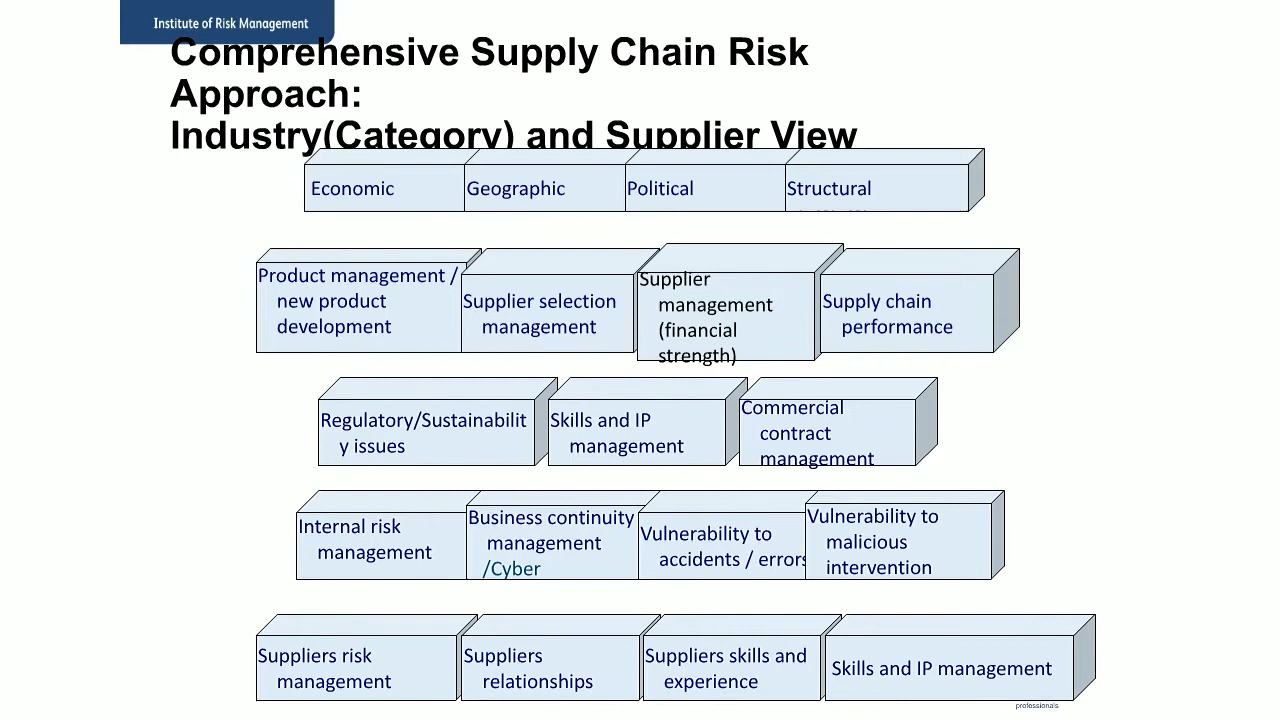 Institute of Risk Management
Comprehensive Supply Chain Risk
Approach:
Industry(Category) and Supplier View
Economic
Geographic
Political
Structural
Product management /
new product
development
Supplier selection
management
Supplier
management
(financial
strength)
Supply chain
performance
Regulatory/Sustainabilit
y issues
Skills and IP
management
Commercial
contract
management
Internal risk
management
Business continuity
management
/Cyber
Vulnerability to
accidents / errors
Vulnerability to
malicious
intervention
Suppliers risk
management
Suppliers
relationships
Suppliers skills and
experience
Skills and IP management
professionals